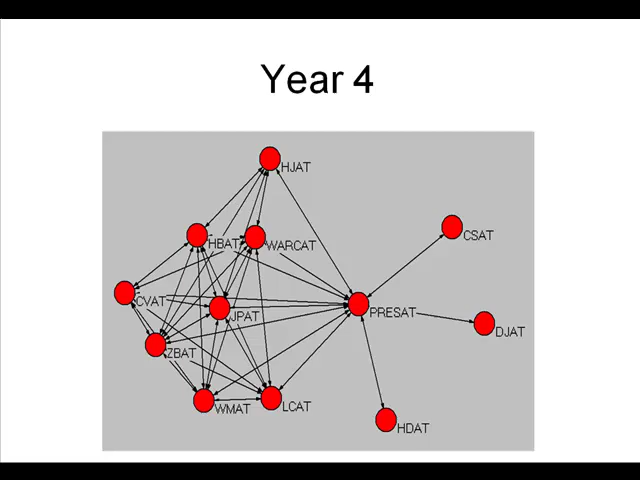 Year 4
HJAT
CSAT
HBAT
WARCAT
CVAT
JPAT
PRESAT
DJAT
ZBAT
WMAT
LCAT
HDAT